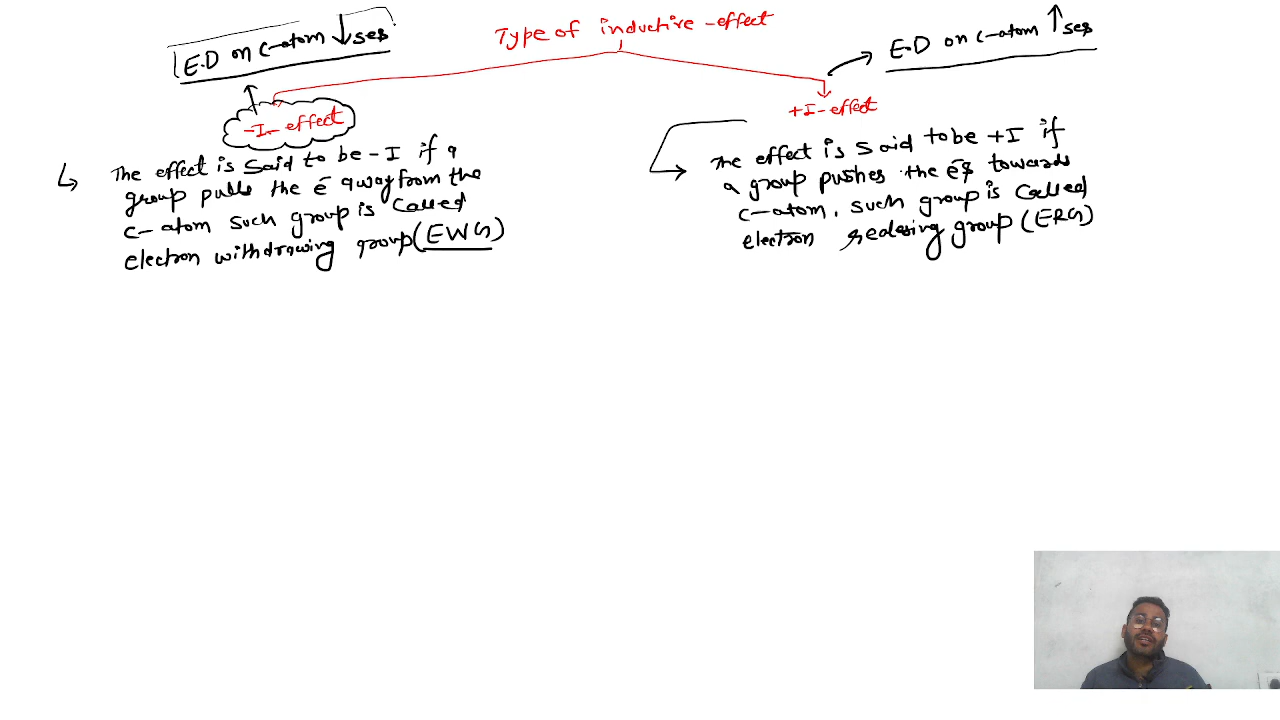 Type of inductive -effect
E.D on C-atom ↓ses
E.D on C-atom ↑ses
-I- effect
+I-effect
The effect is said to be -I if a
group pulls the ē away from the
C-atom such group is called
electron withdrawing group (EWG)
The effect is said to be +I if
a group pushes the ēs towards
C-atom, such group is called
electron group (ERG)